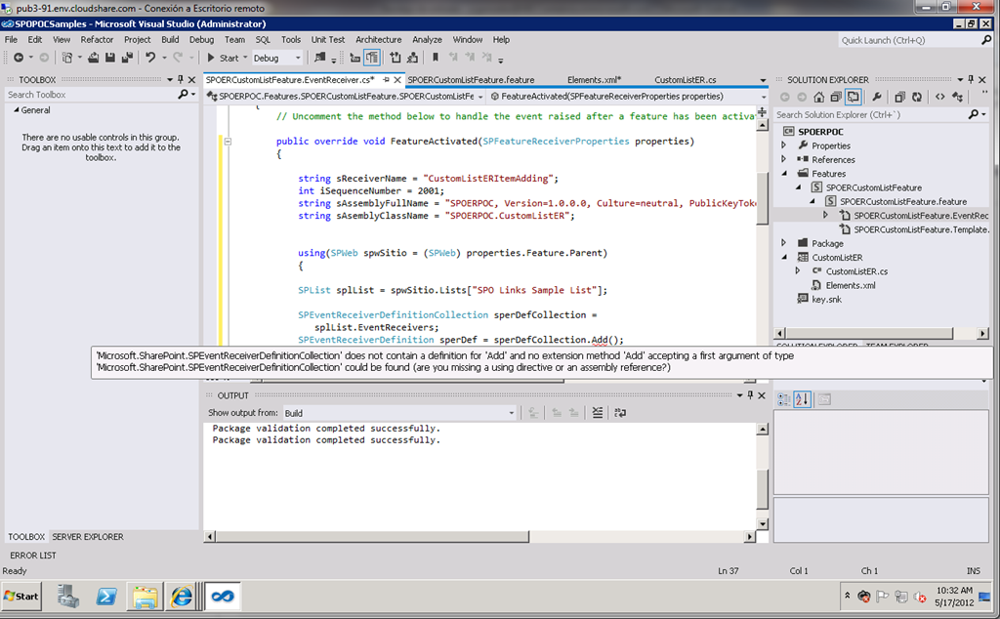 pub3-91.env.cloudshare.com - Conexión a Escritorio remoto
SPOPOCSamples - Microsoft Visual Studio (Administrator)
File Edit View Refactor Project Build Debug Team SQL Tools Unit Test Architecture Analyze Window Help
Quick Launch (Ctrl+Q)
Start Debug
TOOLBOX
Search Toolbox
General
There are no usable controls in this group.
Drag an item onto this text to add it to the
toolbox.
TOOLBOX SERVER EXPLORER
SPOERCustomListFeature.EventReceiver.cs* SPOERCustomListFeature.feature Elements.xml* CustomListER.cs
SPOERPOC.Features.SPOERCustomListFeature.SPOERCustomListFe FeatureActivated(SPFeatureReceiverProperties properties)
// Uncomment the method below to handle the event raised after a feature has been activat
public override void FeatureActivated(SPFeatureReceiverProperties properties)
{
string sReceiverName = "CustomListERItemAdding";
int iSequenceNumber = 2001;
string sAssemblyFullName = "SPOERPOC, Version=1.0.0.0, Culture=neutral, PublicKeyToke
string sAsemblyClassName = "SPOERPOC.CustomListER";
using(SPWeb spwSitio = (SPWeb) properties.Feature.Parent)
{
SPList splList = spwSitio.Lists["SPO Links Sample List"];
SPEventReceiverDefinitionCollection sperDefCollection =
splList.EventReceivers;
SPEventReceiverDefinition sperDef = sperDefCollection.Add();
'Microsoft.SharePoint.SPEventReceiverDefinitionCollection' does not contain a definition for 'Add' and no extension method 'Add' accepting a first argument of type
'Microsoft.SharePoint.SPEventReceiverDefinitionCollection' could be found (are you missing a using directive or an assembly reference?)
OUTPUT
Show output from: Build
Package validation completed successfully.
Package validation completed successfully.
SOLUTION EXPLORER
Search Solution Explorer (Ctrl+`)
SPOERPOC
Properties
References
Features
SPOERCustomListFeature
SPOERCustomListFeature.feature
SPOERCustomListFeature.EventRec
SPOERCustomListFeature.Template.
Package
CustomListER
CustomListER.cs
Elements.xml
key.snk
SOLUTION EXPLORER TEAM EXPLORER
ERROR LIST
Ready Ln 37 Col 1 Ch 1 INS
Start
10:32 AM
5/17/2012